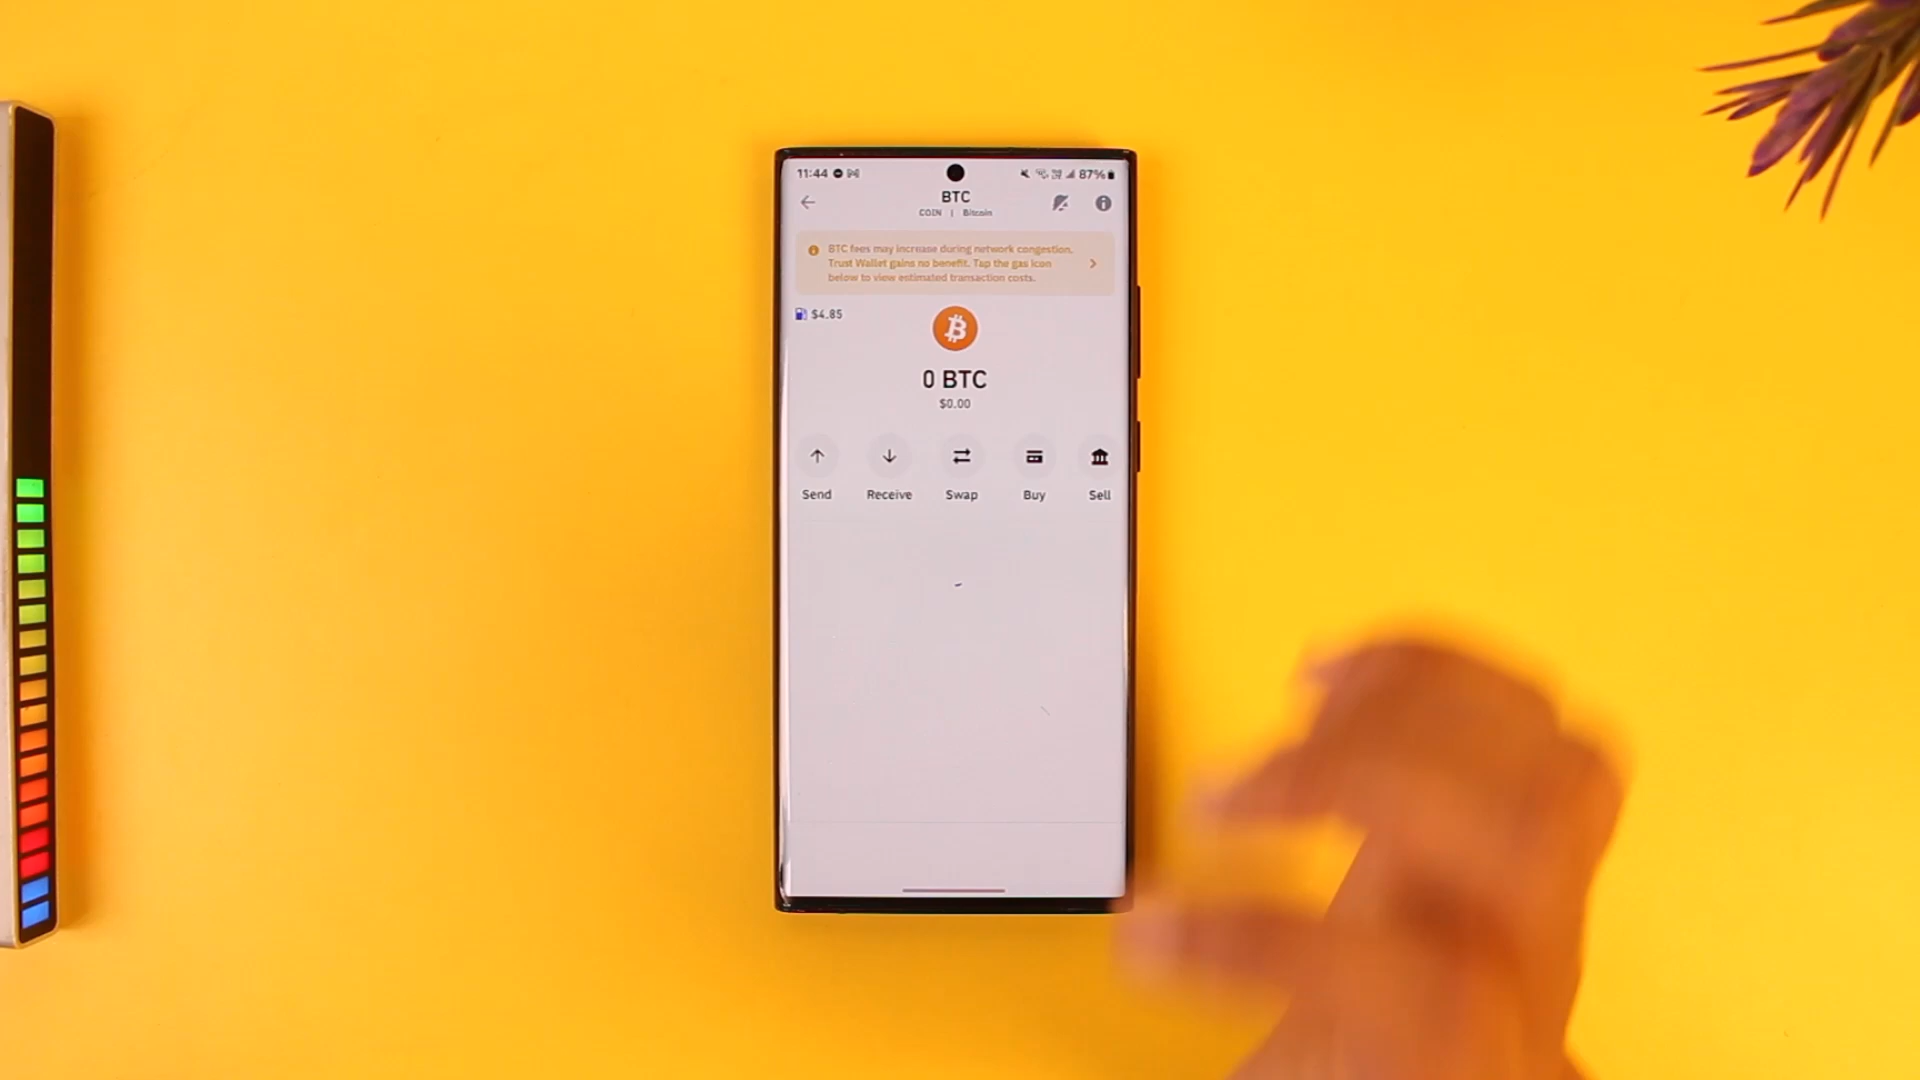 11:44
87%
BTC
COIN | Bitcoin
BTC fees may increase during network congestion.
Trust Wallet gains no benefit. Tap the gas icon
below to view estimated transaction costs.
$4.85
0 BTC
$0.00
Send Receive Swap Buy Sell